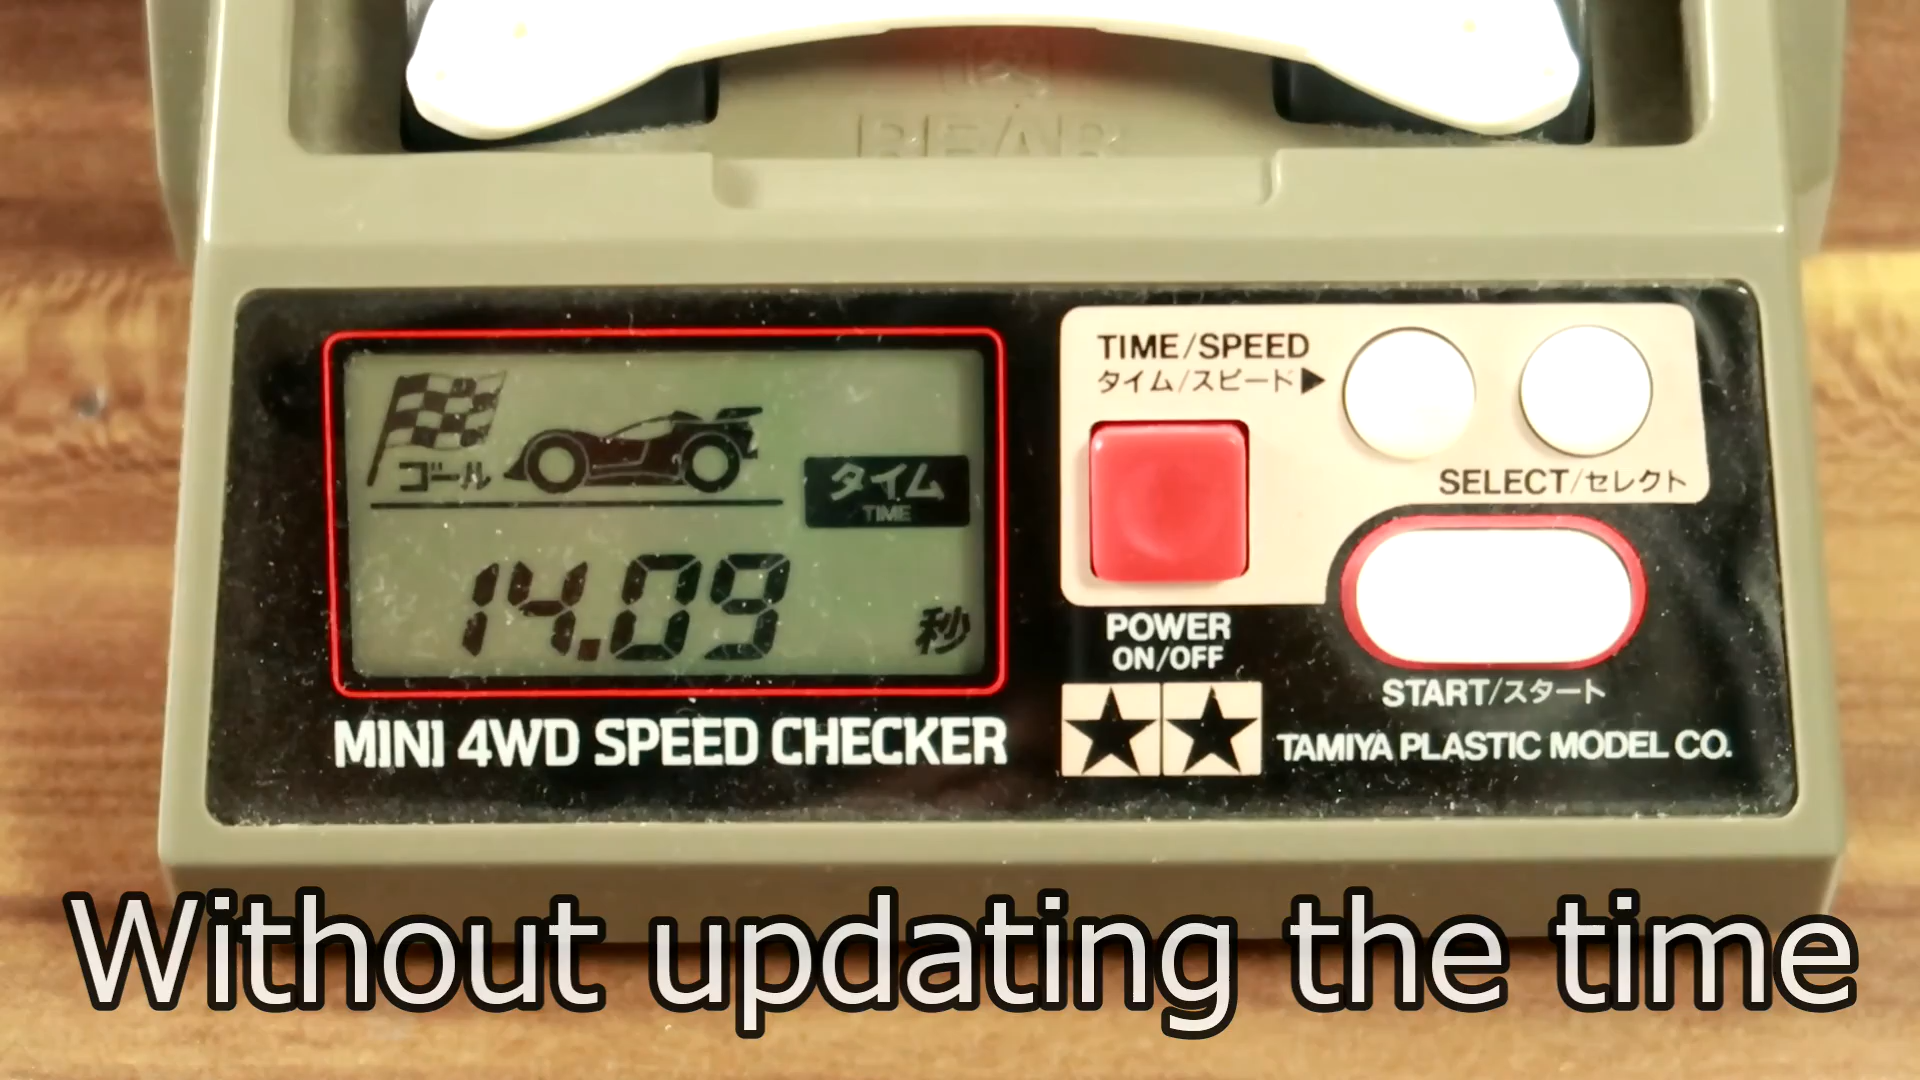 REAR
TIME/SPEED
タイム/スピード▶
SELECT/セレクト
ゴール
タイム
TIME
14.09
秒
POWER
ON/OFF
START/スタート
MINI 4WD SPEED CHECKER
TAMIYA PLASTIC MODEL CO.
Without updating the time